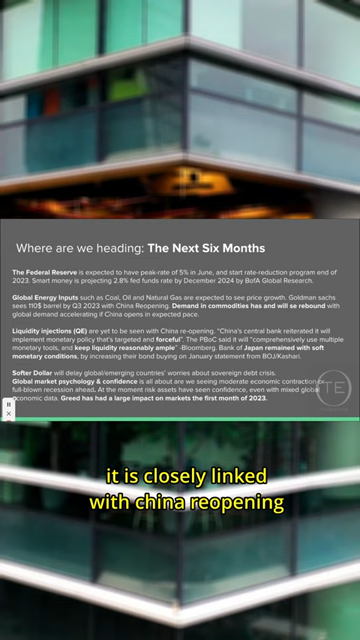 Where are we heading: The Next Six Months
The Federal Reserve is expected to have peak-rate of 5% in June, and start rate-reduction program end of
2023. Smart money is projecting 2.8% fed funds rate by December 2024 by BofA Global Research.
Global Energy Inputs such as Coal, Oil and Natural Gas are expected to see price growth. Goldman sachs
sees 110$ barrel by Q3 2023 with China Reopening. Demand in commodities has and will se rebound with
global demand accelerating if China opens in expected pace.
Liquidity injections (QE) are yet to be seen with China re-opening. "China's central bank reiterated it will
implement monetary policy that's targeted and forceful". The PBoC said it will "comprehensively use multiple
monetary tools, and keep liquidity reasonably ample" -Bloomberg. Bank of Japan remained with soft
monetary conditions, by increasing their bond buying on January statement from BOJ/Kashari.
Softer Dollar will delay global/emerging countries' worries about sovereign debt crisis.
Global market psychology & confidence is all about are we seeing moderate economic contraction or
full-blown recession ahead. At the moment risk assets have seen confidence, even with mixed global
economic data. Greed has had a large impact on markets the first month of 2023.
TE
it is closely linked
with china reopening